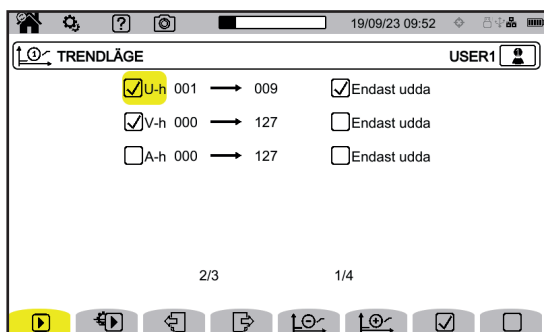 19/09/23 09:52
TRENDLÄGE USER1
U-h 001 009 Endast udda
V-h 000 127 Endast udda
A-h 000 127 Endast udda
2/3 1/4